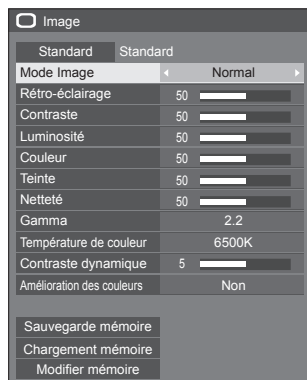 Image
Standard Standard
Mode Image Normal
Rétro-éclairage 50
Contraste 50
Luminosité 50
Couleur 50
Teinte 50
Netteté 50
Gamma 2.2
Température de couleur 6500K
Contraste dynamique 5
Amélioration des couleurs Non
Sauvegarde mémoire
Chargement mémoire
Modifier mémoire